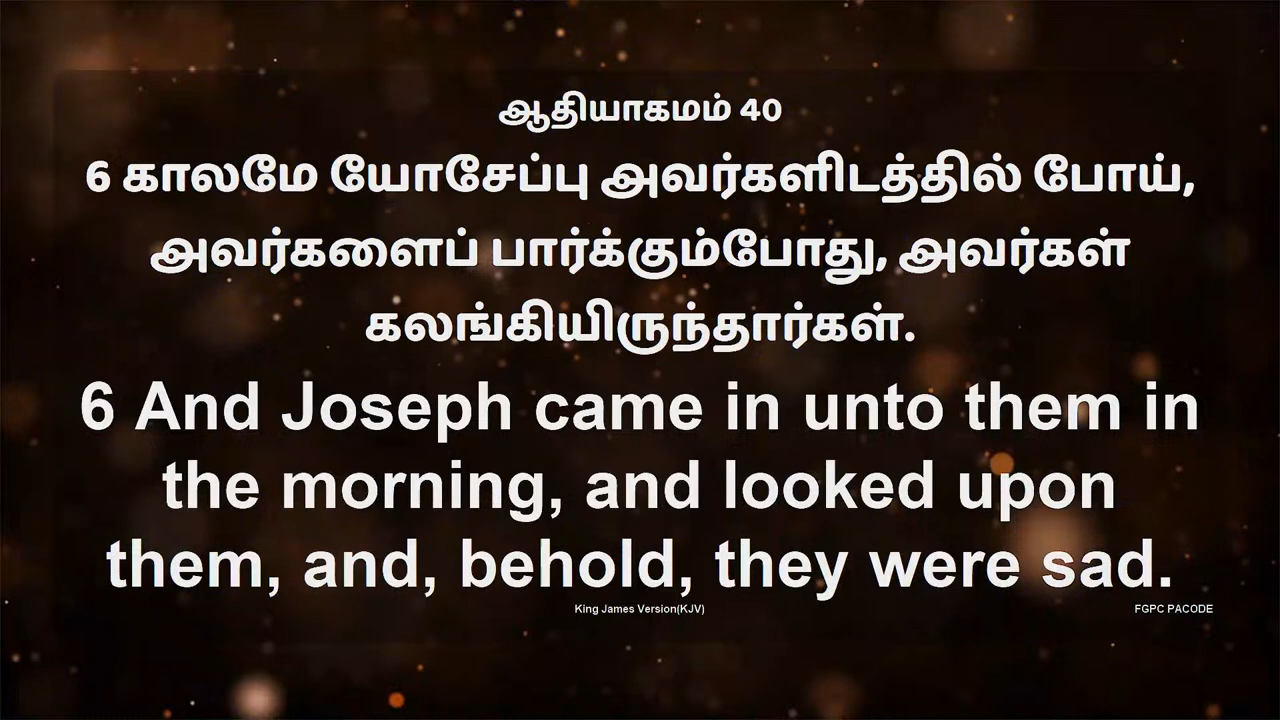 ஆதியாகமம் 40
6 காலமே யோசேப்பு அவர்களிடத்தில் போய்,
அவர்களைப் பார்க்கும்போது, அவர்கள்
கலங்கியிருந்தார்கள்.
6 And Joseph came in unto them in
the morning, and looked upon
them, and, behold, they were sad.
King James Version(KJV)
FGPC PACODE